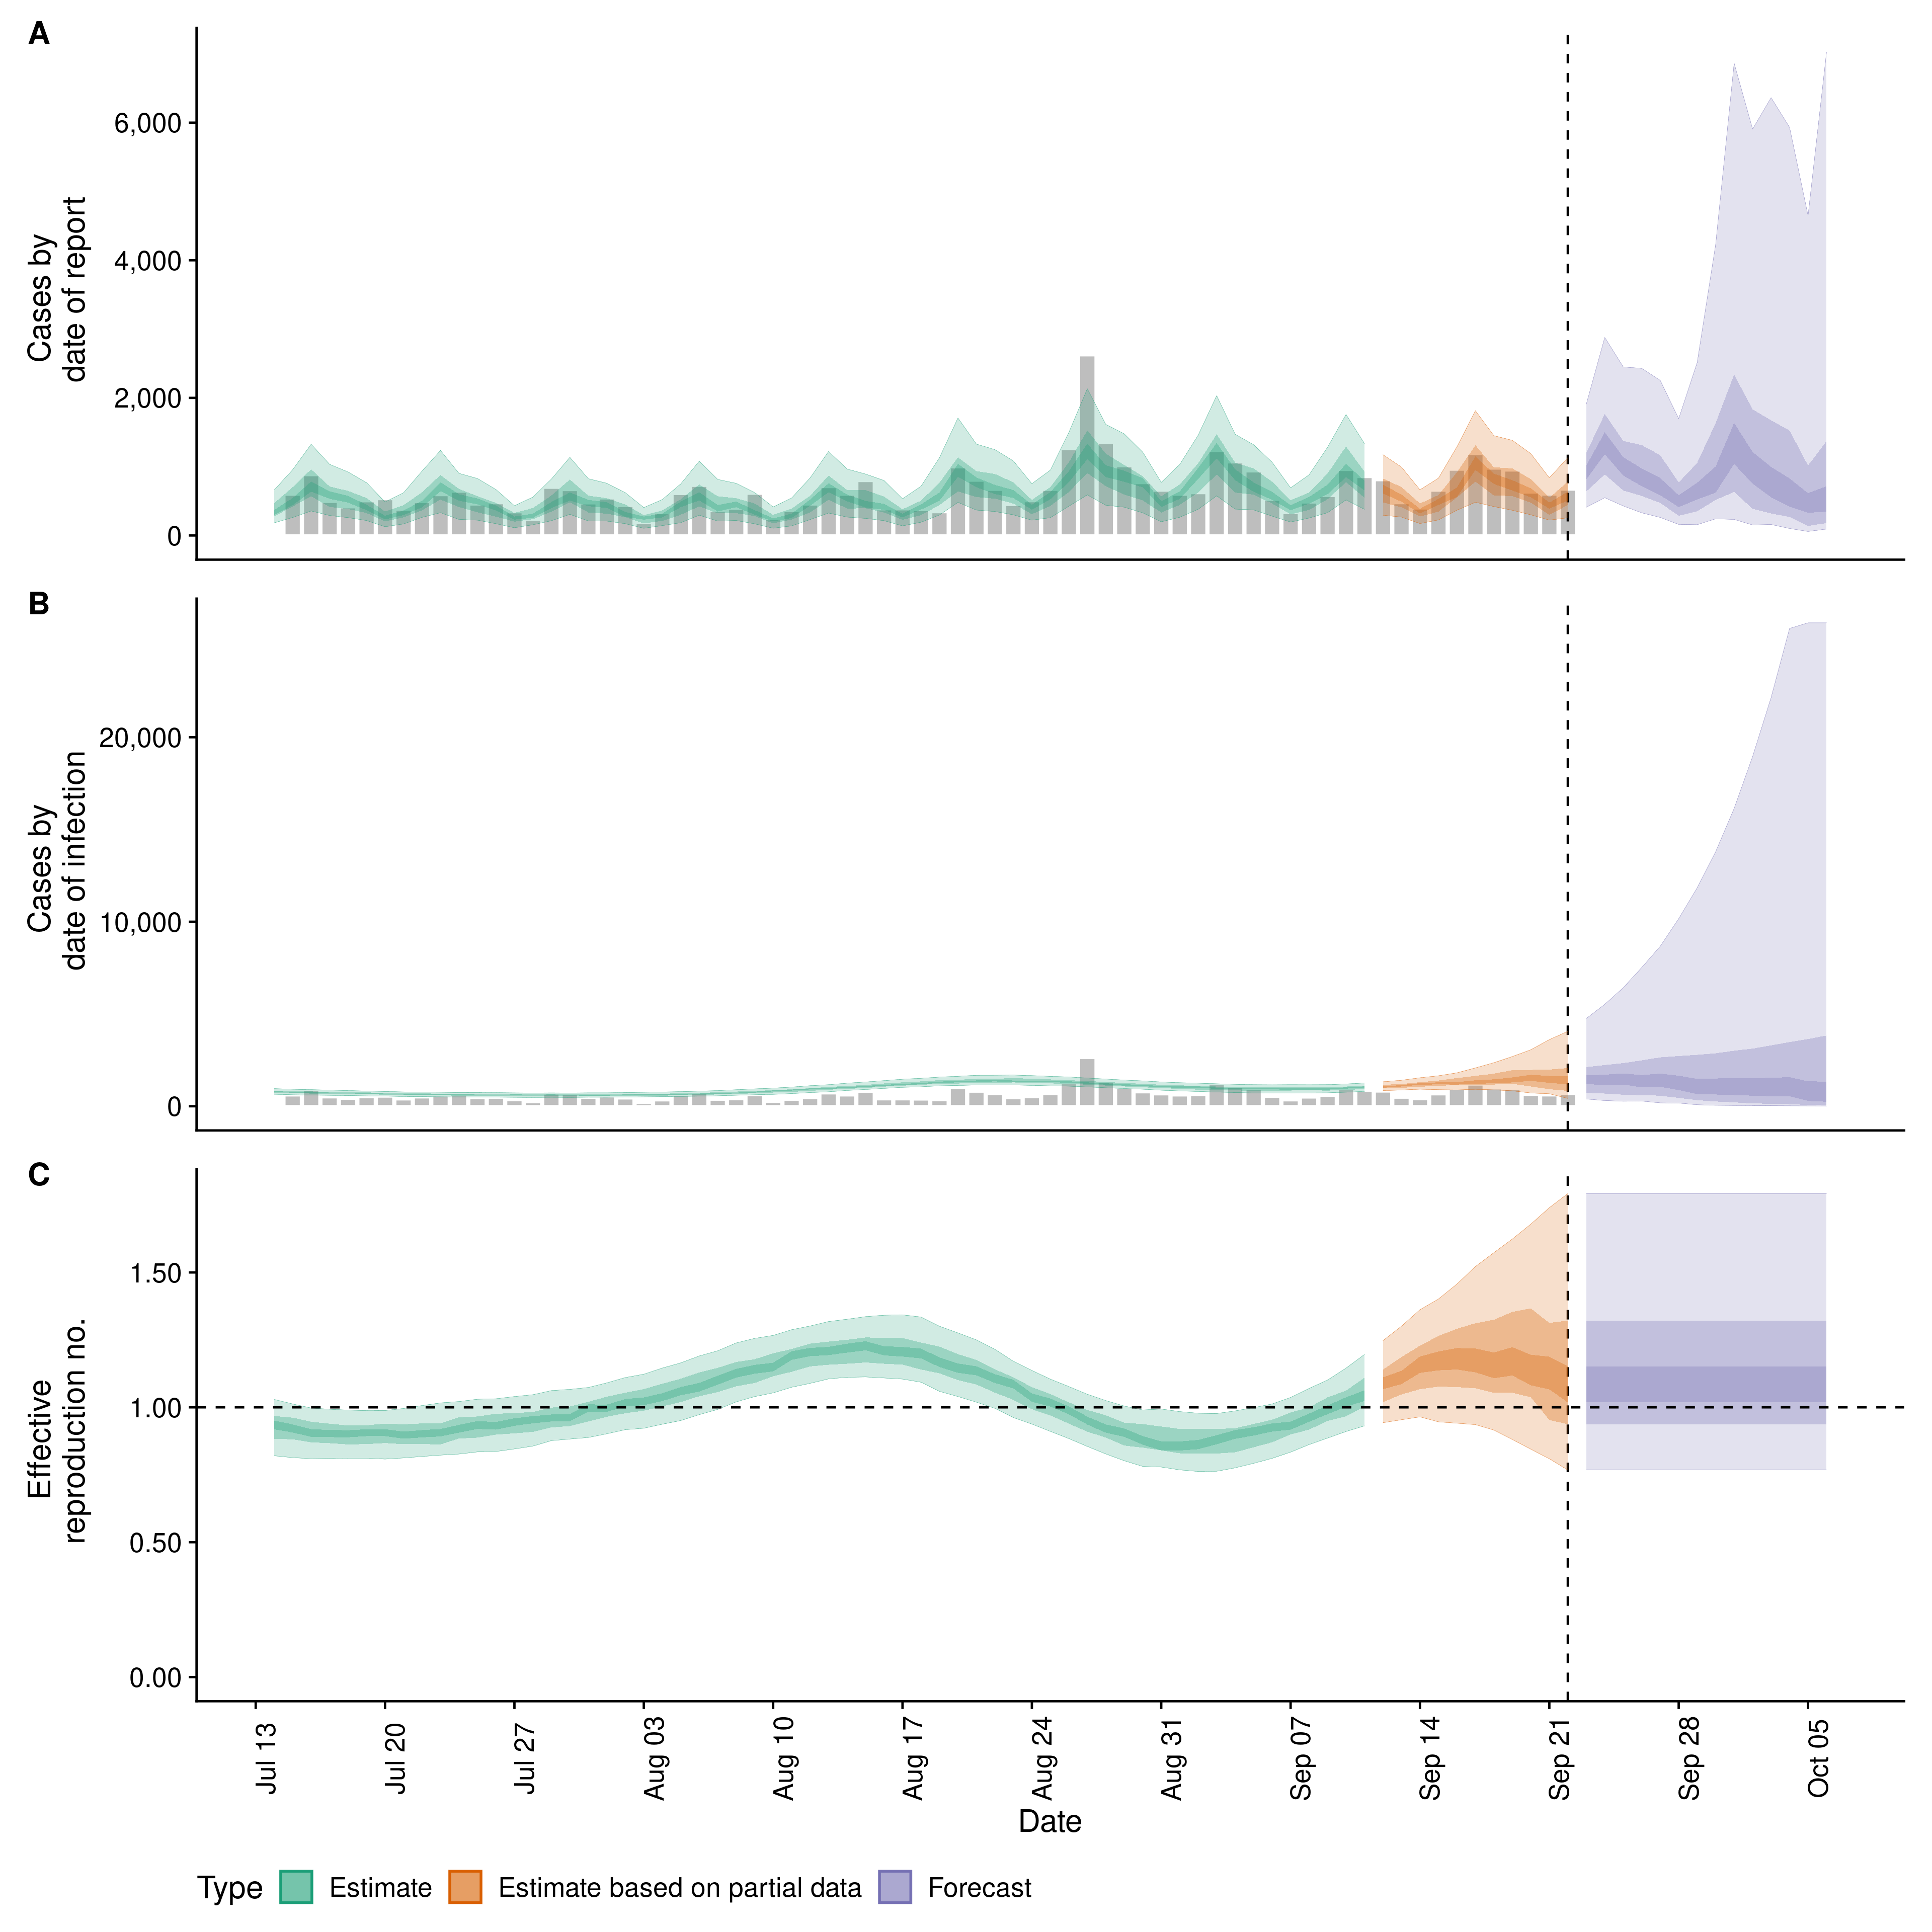 A
Cases by
date of report
6,000
4,000
2,000
0
B
Cases by
date of infection
20,000
10,000
0
C
Effective
reproduction no.
1.50
1.00
0.50
0.00
Jul 13
Jul 20
Jul 27
Aug 03
Aug 10
Aug 17
Aug 24
Aug 31
Sep 07
Sep 14
Sep 21
Sep 28
Oct 05
Date
Type Estimate Estimate based on partial data Forecast